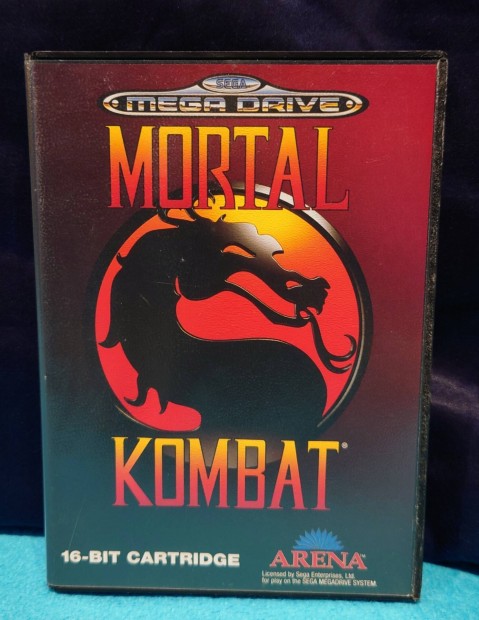 SEGA
MEGA DRIVE
MORTAL
KOMBAT®
16-BIT CARTRIDGE
ARENA™
Licensed by Sega Enterprises, Ltd.
for play on the SEGA MEGADRIVE SYSTEM.